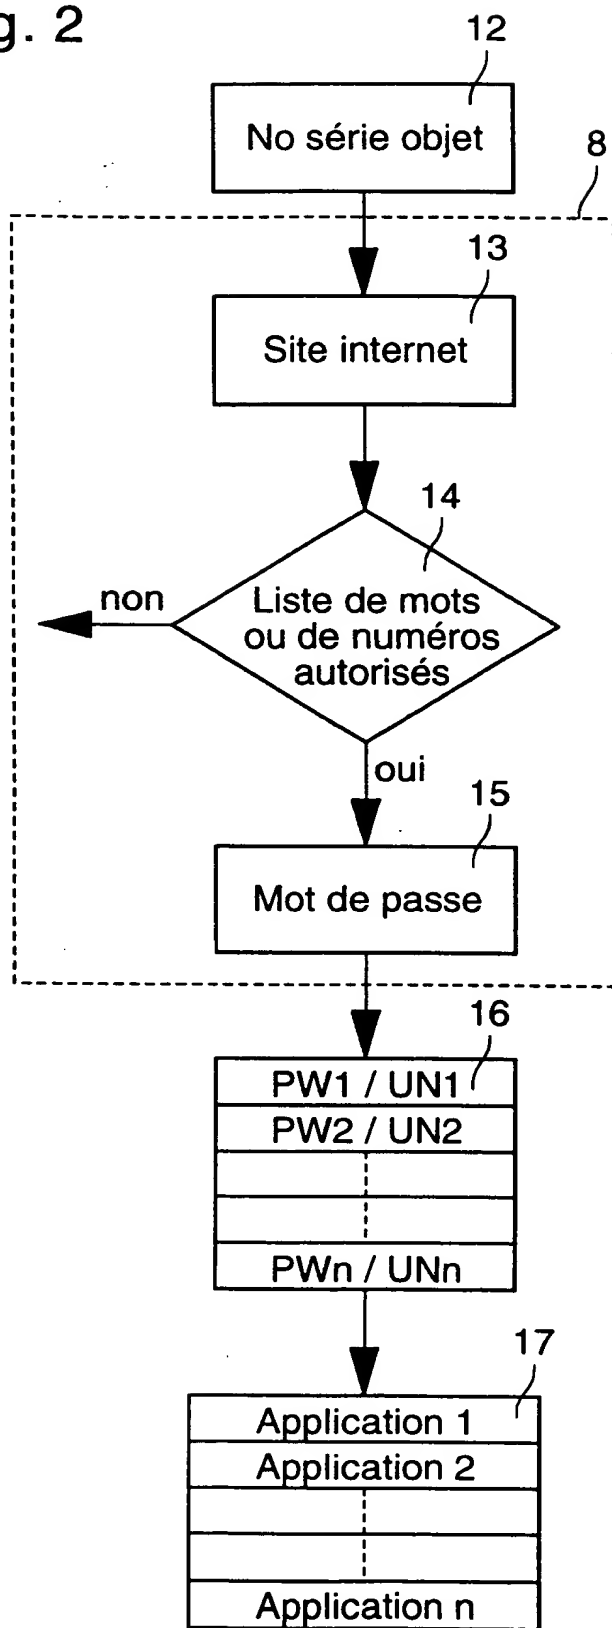 g. 2
12
No série objet
8
13
Site internet
14
non
Liste de mots
ou de numéros
autorisés
oui
15
Mot de passe
16
PW1 / UN1
PW2 / UN2
PWn / UNn
17
Application 1
Application 2
Application n